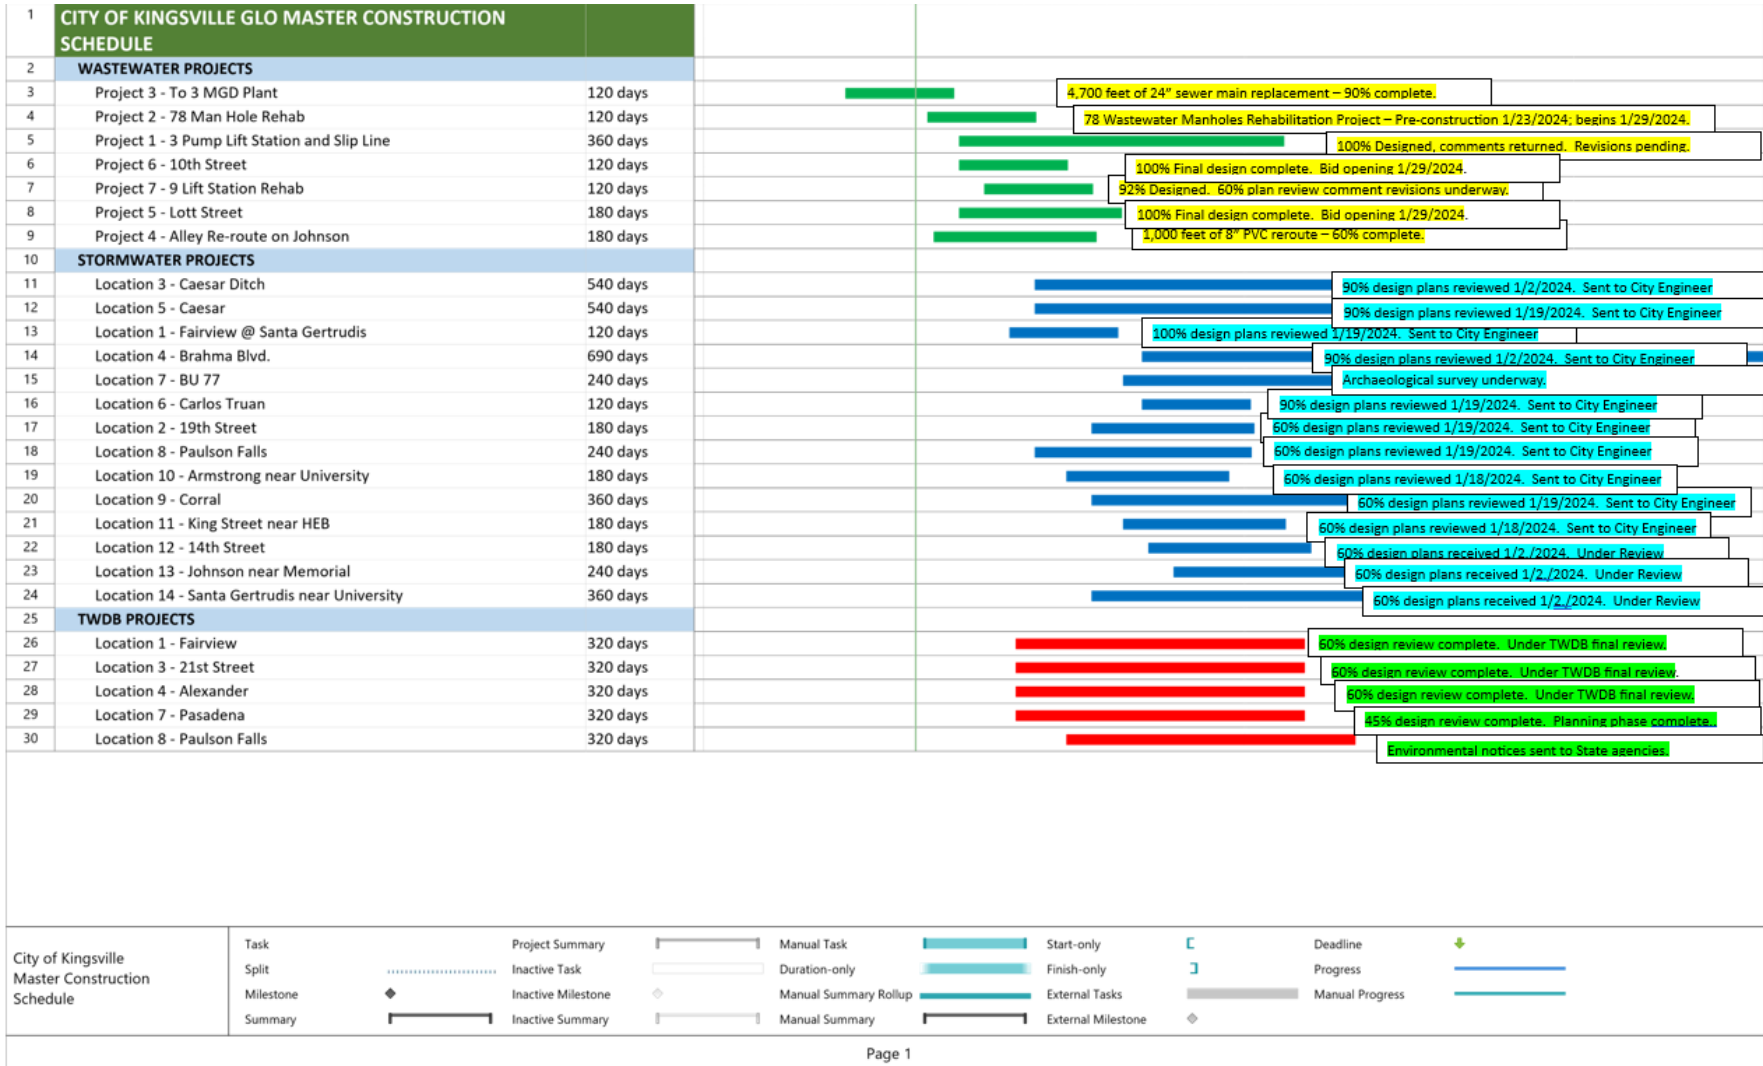 1 CITY OF KINGSVILLE GLO MASTER CONSTRUCTION
SCHEDULE
2 WASTEWATER PROJECTS
3 Project 3 - To 3 MGD Plant 120 days 4,700 feet of 24” sewer main replacement – 90% complete.
4 Project 2 - 78 Man Hole Rehab 120 days 78 Wastewater Manholes Rehabilitation Project – Pre-construction 1/23/2024; begins 1/29/2024.
5 Project 1 - 3 Pump Lift Station and Slip Line 360 days 100% Designed, comments returned. Revisions pending.
6 Project 6 - 10th Street 120 days 100% Final design complete. Bid opening 1/29/2024.
7 Project 7 - 9 Lift Station Rehab 120 days 92% Designed. 60% plan review comment revisions underway.
8 Project 5 - Lott Street 180 days 100% Final design complete. Bid opening 1/29/2024.
9 Project 4 - Alley Re-route on Johnson 180 days 1,000 feet of 8” PVC reroute – 60% complete.
10 STORMWATER PROJECTS
11 Location 3 - Caesar Ditch 540 days 90% design plans reviewed 1/2/2024. Sent to City Engineer
12 Location 5 - Caesar 540 days 90% design plans reviewed 1/19/2024. Sent to City Engineer
13 Location 1 - Fairview @ Santa Gertrudis 120 days 100% design plans reviewed 1/19/2024. Sent to City Engineer
14 Location 4 - Brahma Blvd. 690 days 90% design plans reviewed 1/2/2024. Sent to City Engineer
15 Location 7 - BU 77 240 days Archaeological survey underway.
16 Location 6 - Carlos Truan 120 days 90% design plans reviewed 1/19/2024. Sent to City Engineer
17 Location 2 - 19th Street 180 days 60% design plans reviewed 1/19/2024. Sent to City Engineer
18 Location 8 - Paulson Falls 240 days 60% design plans reviewed 1/19/2024. Sent to City Engineer
19 Location 10 - Armstrong near University 180 days 60% design plans reviewed 1/18/2024. Sent to City Engineer
20 Location 9 - Corral 360 days 60% design plans reviewed 1/19/2024. Sent to City Engineer
21 Location 11 - King Street near HEB 180 days 60% design plans reviewed 1/18/2024. Sent to City Engineer
22 Location 12 - 14th Street 180 days 60% design plans received 1/2./2024. Under Review
23 Location 13 - Johnson near Memorial 240 days 60% design plans received 1/2./2024. Under Review
24 Location 14 - Santa Gertrudis near University 360 days 60% design plans received 1/2./2024. Under Review
25 TWDB PROJECTS
26 Location 1 - Fairview 320 days 60% design review complete. Under TWDB final review.
27 Location 3 - 21st Street 320 days 60% design review complete. Under TWDB final review.
28 Location 4 - Alexander 320 days 60% design review complete. Under TWDB final review.
29 Location 7 - Pasadena 320 days 45% design review complete. Planning phase complete..
30 Location 8 - Paulson Falls 320 days Environmental notices sent to State agencies.
City of Kingsville
Master Construction
Schedule
Task Project Summary Manual Task Start-only Deadline
Split Inactive Task Duration-only Finish-only Progress
Milestone Inactive Milestone Manual Summary Rollup External Tasks Manual Progress
Summary Inactive Summary Manual Summary External Milestone
Page 1